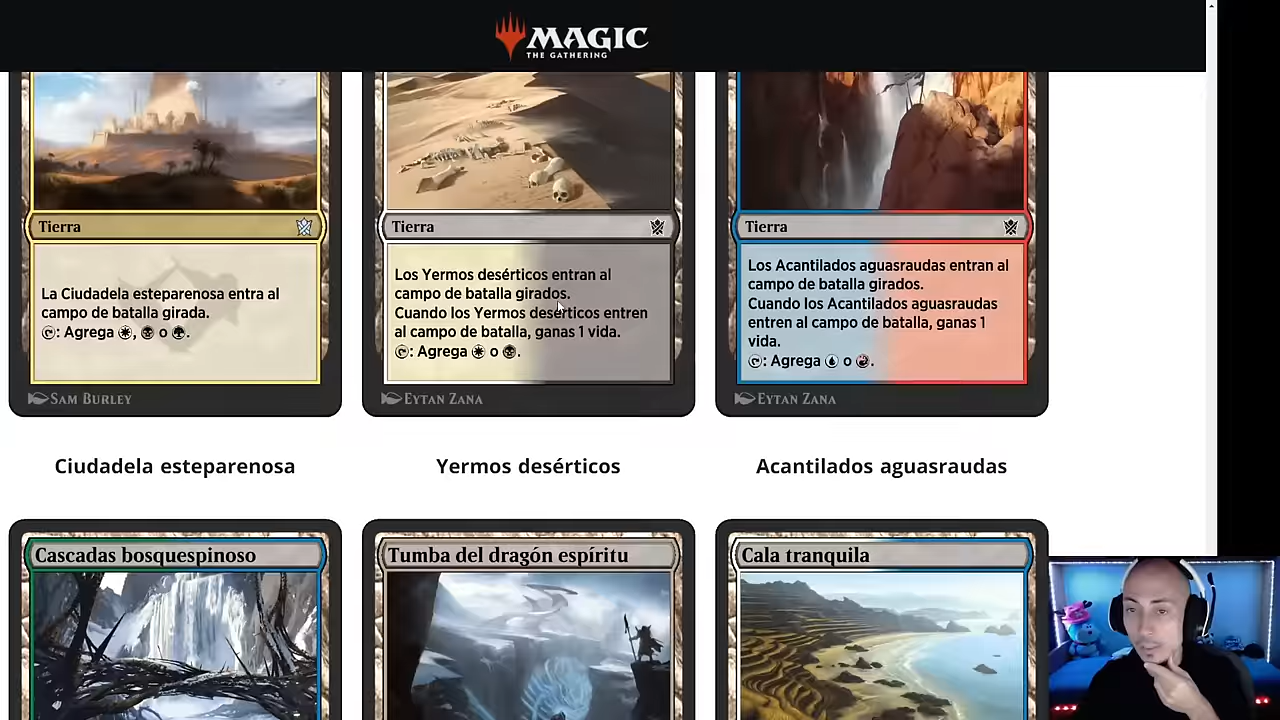 MAGIC
THE GATHERING
Tierra
La Ciudadela esteparenosa entra al
campo de batalla girada.
: Agrega , o .
SAM BURLEY
Tierra
Los Yermos desérticos entran al
campo de batalla girados.
Cuando los Yermos desérticos entren
al campo de batalla, ganas 1 vida.
: Agrega o .
EYTAN ZANA
Tierra
Los Acantilados aguasraudas entran al
campo de batalla girados.
Cuando los Acantilados aguasraudas
entren al campo de batalla, ganas 1
vida.
: Agrega o .
EYTAN ZANA
Ciudadela esteparenosa
Yermos desérticos
Acantilados aguasraudas
Cascadas bosquespinoso
Tumba del dragón espíritu
Cala tranquila